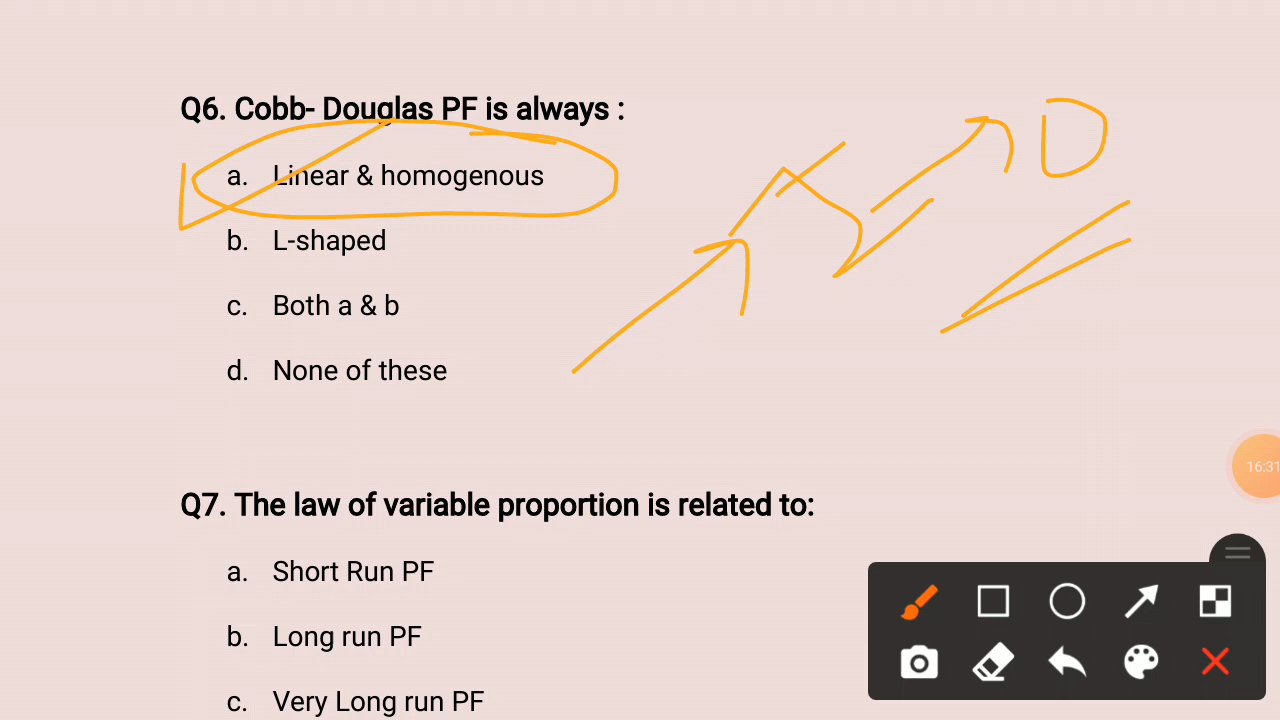 Q6. Cobb- Douglas PF is always :
a. Linear & homogenous
D
b. L-shaped
c. Both a & b
d. None of these
16:31
Q7. The law of variable proportion is related to:
a. Short Run PF
b. Long run PF
c. Very Long run PF